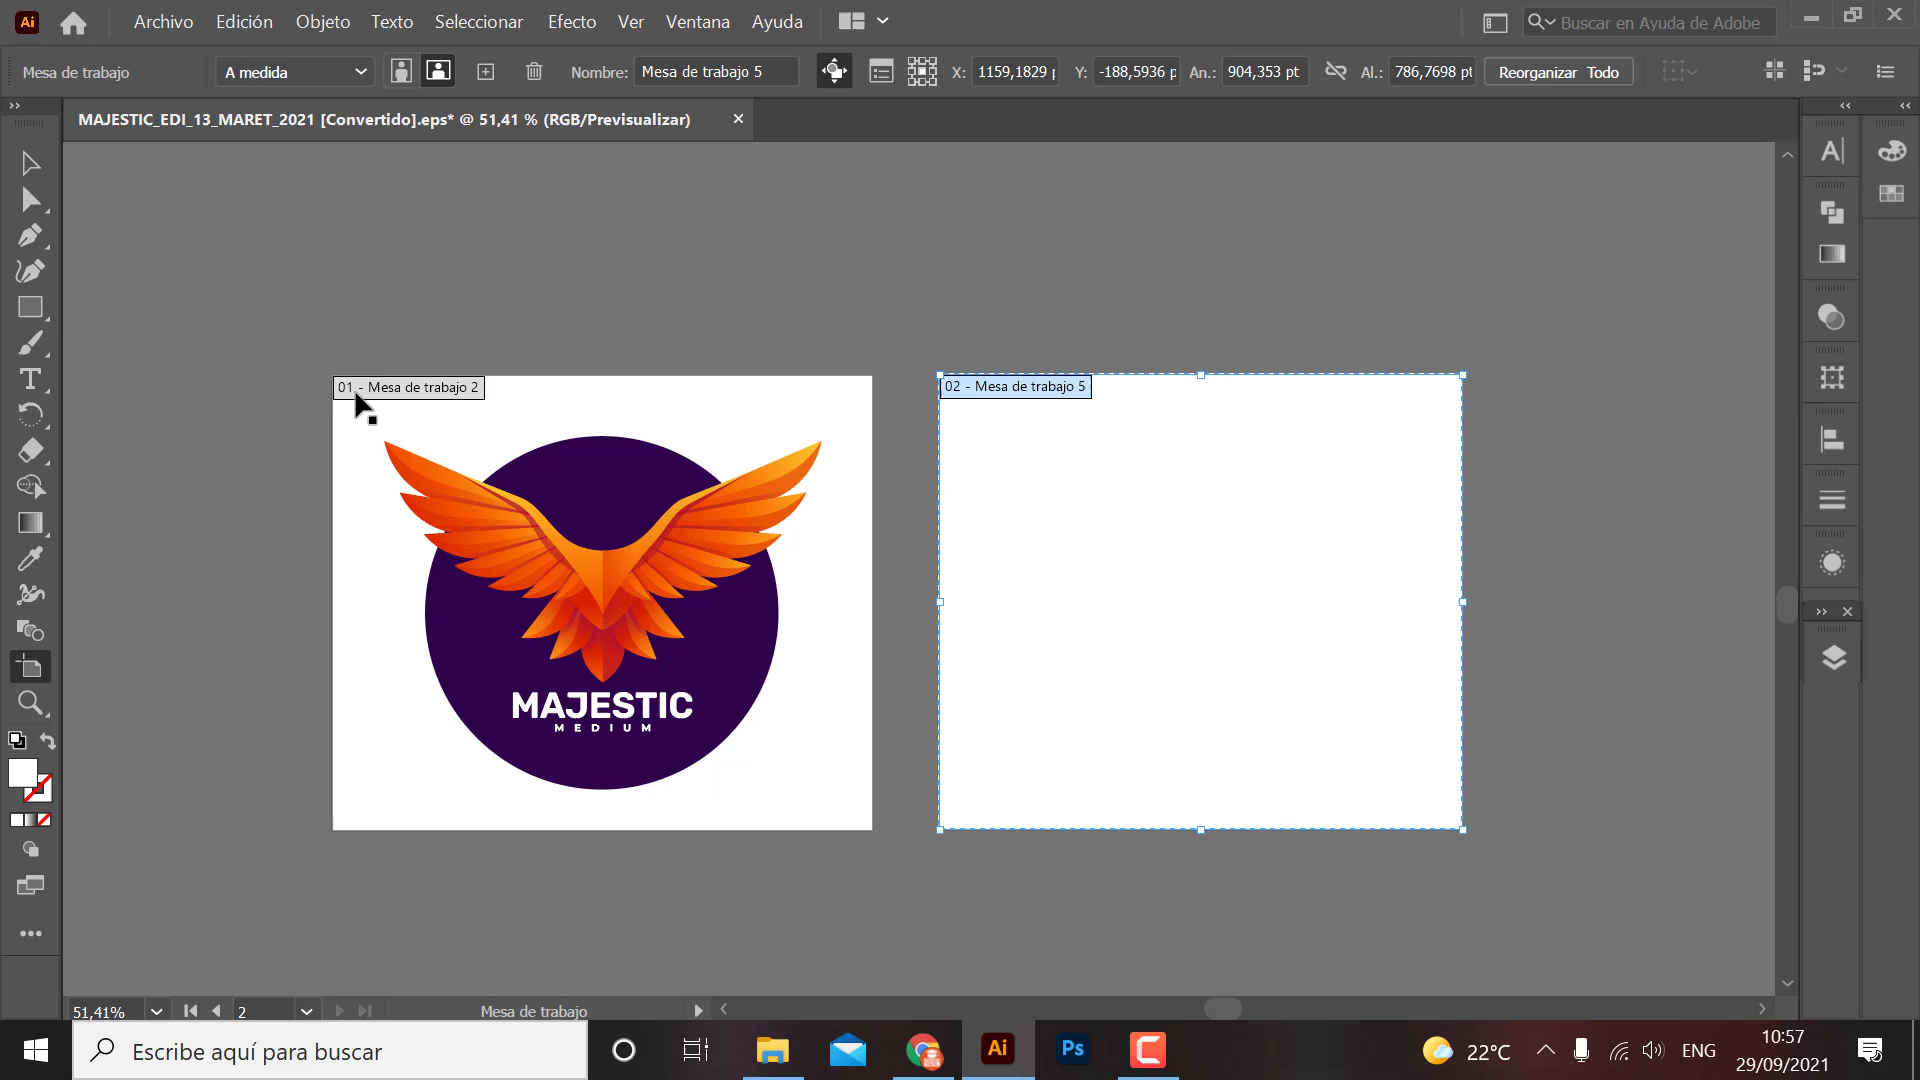 Ai
Archivo
Edición
Objeto
Texto
Seleccionar
Efecto
Ver
Ventana
Ayuda
Buscar en Ayuda de Adobe
Mesa de trabajo
A medida
Nombre:
Mesa de trabajo 5
X:
1159,1829 p
Y:
-188,5936 p
An.:
904,353 pt
Al.:
786,7698 pt
Reorganizar Todo
MAJESTIC_EDI_13_MARET_2021 [Convertido].eps* @ 51,41 % (RGB/Previsualizar)
01 - Mesa de trabajo 2
02 - Mesa de trabajo 5
MAJESTIC
MEDIUM
51,41%
2
Mesa de trabajo
Escribe aquí para buscar
Ai
Ps
22°C
ENG
10:57
29/09/2021